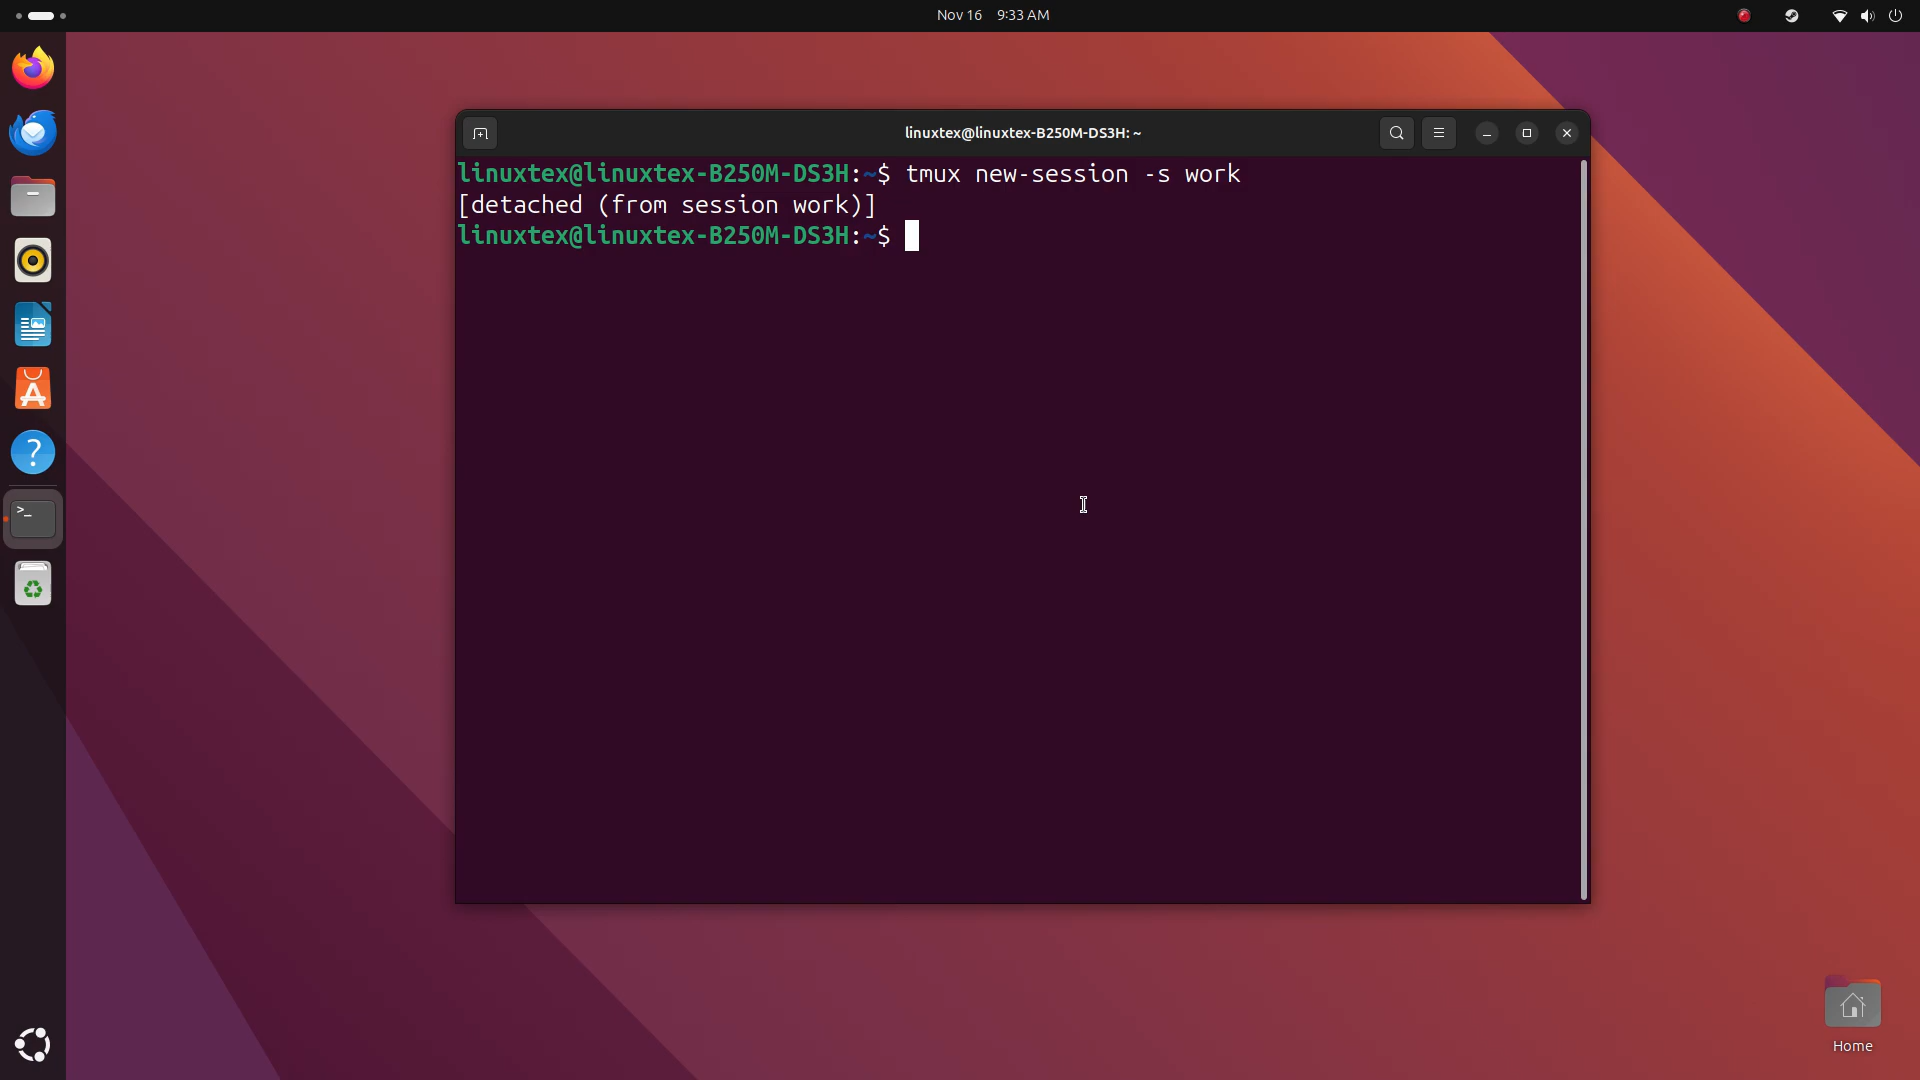 Nov 16 9:33 AM
linuxtex@linuxtex-B250M-DS3H: ~
linuxtex@linuxtex-B250M-DS3H:~$ tmux new-session -s work
[detached (from session work)]
linuxtex@linuxtex-B250M-DS3H:~$
Home